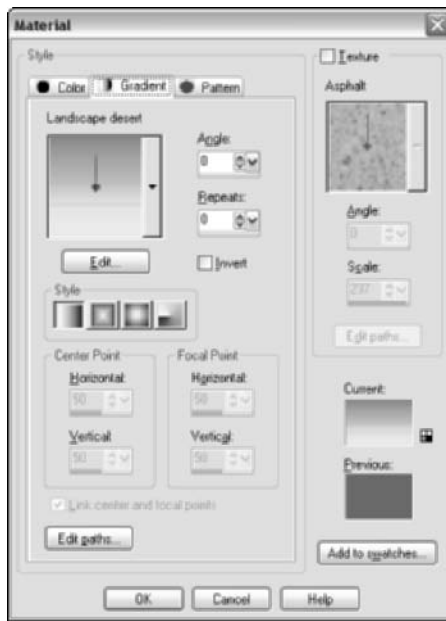 Material
Style
Color
Gradient
Pattern
Landscape desert
Angle:
0
Repeats:
0
Edit...
Invert
Style
Center Point
Horizontal:
50
Vertical:
50
Focal Point
Horizontal:
50
Vertical:
50
Link center and focal points
Edit paths...
Texture
Asphalt
Angle:
0
Scale:
237
Edit paths...
Current:
Previous:
Add to swatches...
OK
Cancel
Help